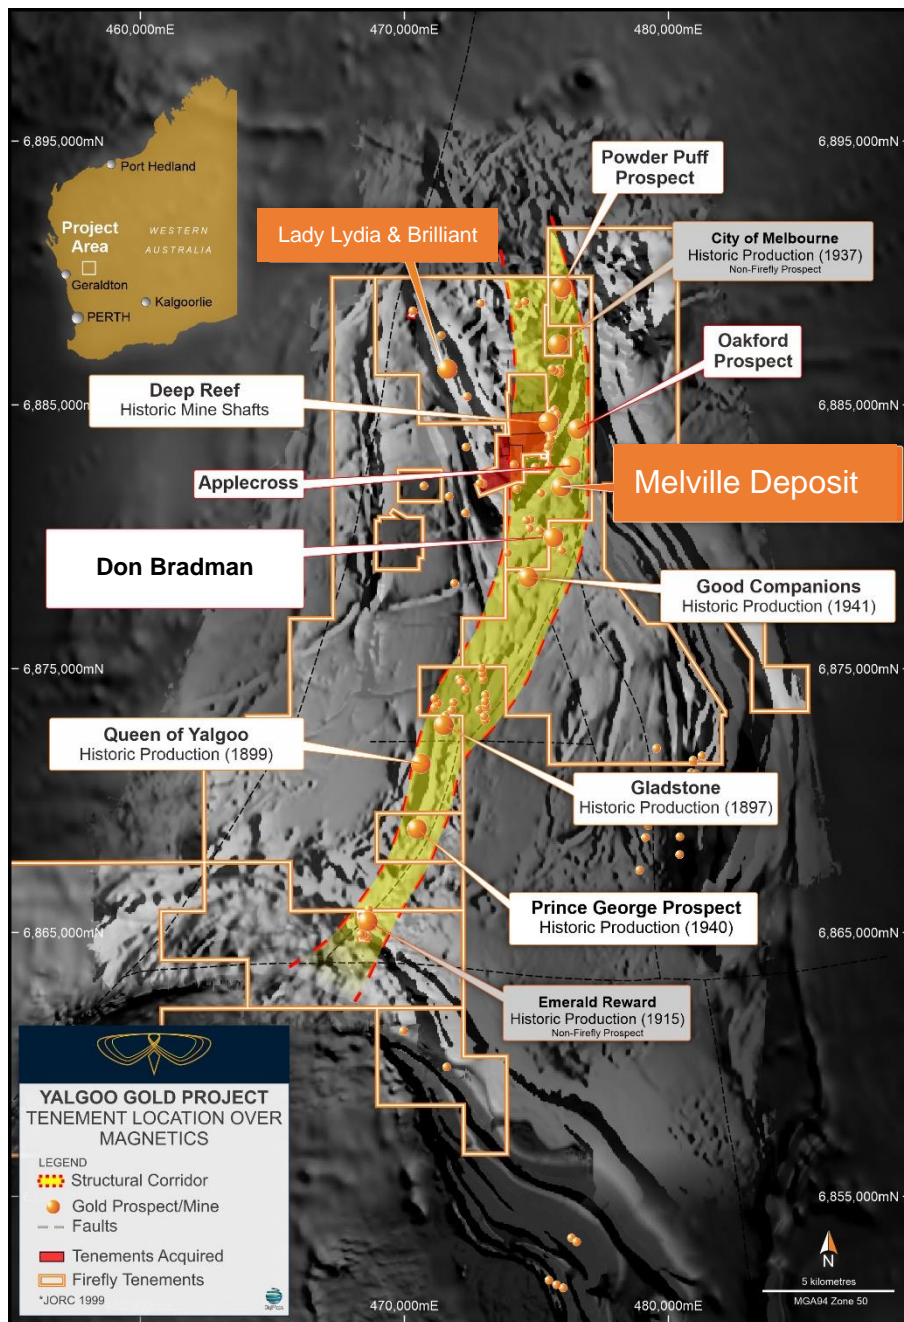 460,000mE
470,000mE
480,000mE
6,895,000mN
6,895,000mN
Port Hedland
Project
Area
WESTERN
AUSTRALIA
Geraldton
Kalgoorlie
PERTH
Powder Puff
Prospect
Lady Lydia & Brilliant
City of Melbourne
Historic Production (1937)
Non-Firefly Prospect
Oakford
Prospect
Deep Reef
Historic Mine Shafts
6,885,000mN
6,885,000mN
Applecross
Melville Deposit
Don Bradman
Good Companions
Historic Production (1941)
6,875,000mN
6,875,000mN
Queen of Yalgoo
Historic Production (1899)
Gladstone
Historic Production (1897)
Prince George Prospect
Historic Production (1940)
6,865,000mN
6,865,000mN
Emerald Reward
Historic Production (1915)
Non-Firefly Prospect
YALGOO GOLD PROJECT
TENEMENT LOCATION OVER
MAGNETICS
LEGEND
Structural Corridor
Gold Prospect/Mine
Faults
Tenements Acquired
Firefly Tenements
*JORC 1999
6,855,000mN
N
5 kilometres
MGA94 Zone 50
470,000mE
480,000mE